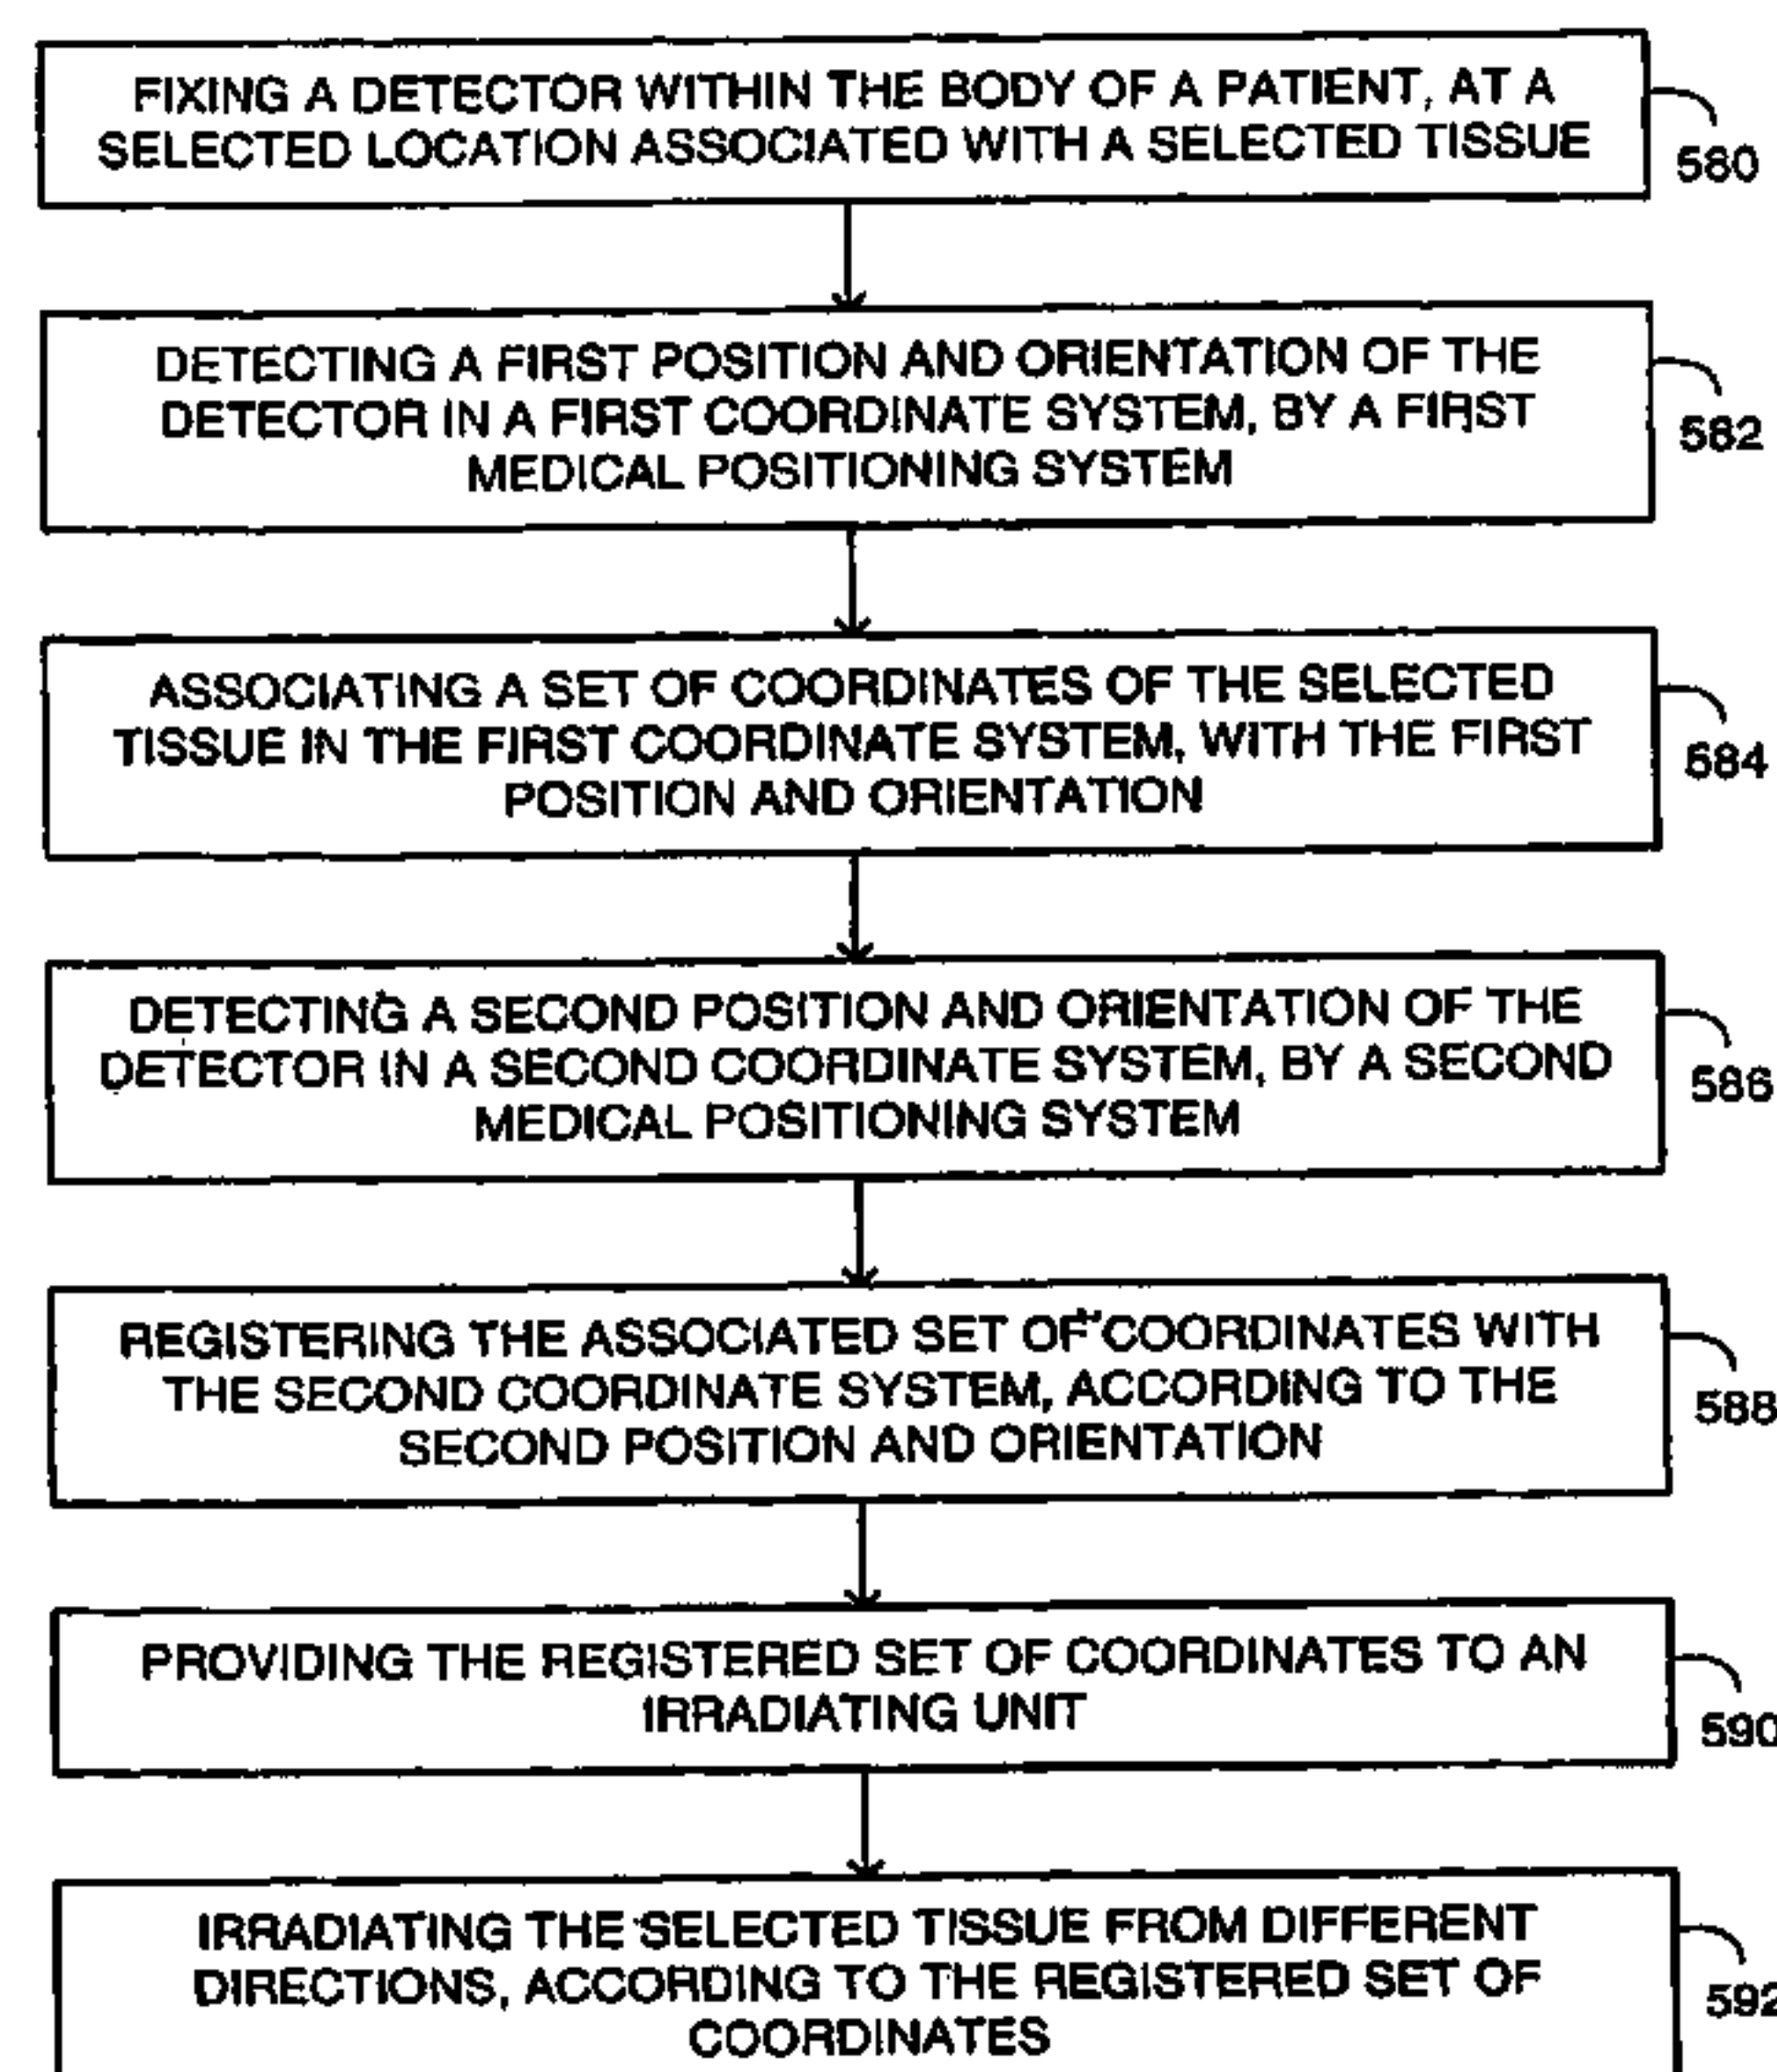 FIXING A DETECTOR WITHIN THE BODY OF A PATIENT, AT A
SELECTED LOCATION ASSOCIATED WITH A SELECTED TISSUE
580
DETECTING A FIRST POSITION AND ORIENTATION OF THE
DETECTOR IN A FIRST COORDINATE SYSTEM, BY A FIRST
MEDICAL POSITIONING SYSTEM
582
ASSOCIATING A SET OF COORDINATES OF THE SELECTED
TISSUE IN THE FIRST COORDINATE SYSTEM, WITH THE FIRST
POSITION AND ORIENTATION
584
DETECTING A SECOND POSITION AND ORIENTATION OF THE
DETECTOR IN A SECOND COORDINATE SYSTEM, BY A SECOND
MEDICAL POSITIONING SYSTEM
586
REGISTERING THE ASSOCIATED SET OF COORDINATES WITH
THE SECOND COORDINATE SYSTEM, ACCORDING TO THE
SECOND POSITION AND ORIENTATION
588
PROVIDING THE REGISTERED SET OF COORDINATES TO AN
IRRADIATING UNIT
590
IRRADIATING THE SELECTED TISSUE FROM DIFFERENT
DIRECTIONS, ACCORDING TO THE REGISTERED SET OF
COORDINATES
592